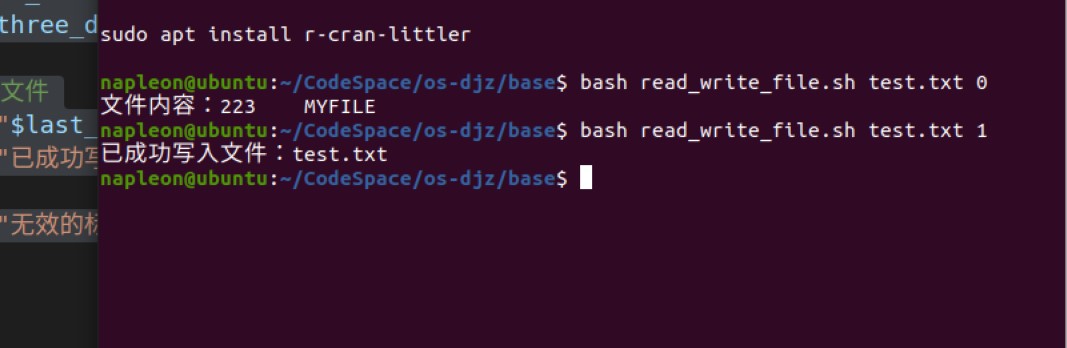 three_d
文件
"$last_
"已成功写
"无效的标
sudo apt install r-cran-littler
napleon@ubuntu:~/CodeSpace/os-djz/base$ bash read_write_file.sh test.txt 0
文件内容：223    MYFILE
napleon@ubuntu:~/CodeSpace/os-djz/base$ bash read_write_file.sh test.txt 1
已成功写入文件：test.txt
napleon@ubuntu:~/CodeSpace/os-djz/base$